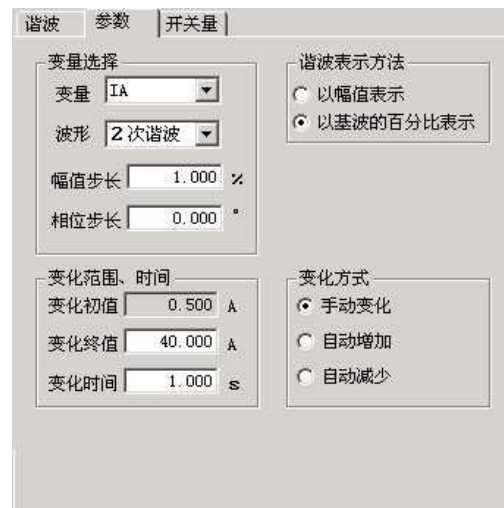 谐波 参数 开关量
变量选择
变量 IA
波形 2次谐波
幅值步长 1.000 %
相位步长 0.000 °
谐波表示方法
以幅值表示
以基波的百分比表示
变化范围、时间
变化初值 0.500 A
变化终值 40.000 A
变化时间 1.000 s
变化方式
手动变化
自动增加
自动减少